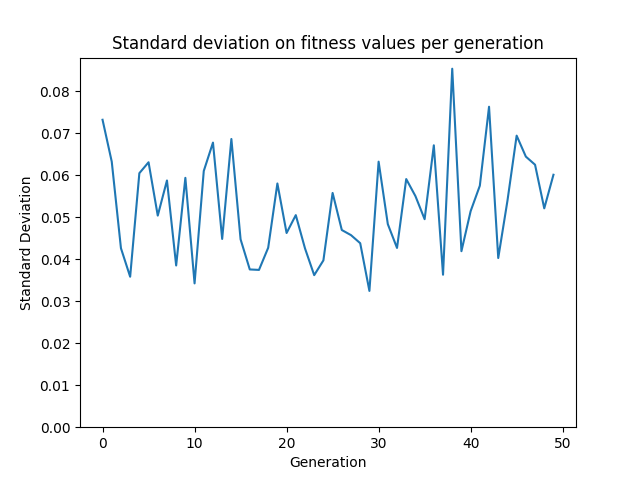 Standard deviation on fitness values per generation
0.08
0.07
0.06
0.05
0.04
0.03
0.02
0.01
0.00
Standard Deviation
0 10 20 30 40 50
Generation